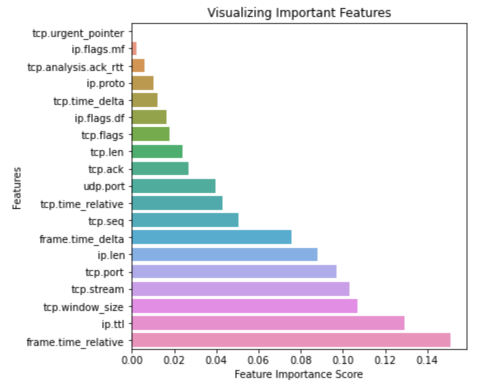 Visualizing Important Features
Features
tcp.urgent_pointer
ip.flags.mf
tcp.analysis.ack_rtt
ip.proto
tcp.time_delta
ip.flags.df
tcp.flags
tcp.len
tcp.ack
udp.port
tcp.time_relative
tcp.seq
frame.time_delta
ip.len
tcp.port
tcp.stream
tcp.window_size
ip.ttl
frame.time_relative
0.00 0.02 0.04 0.06 0.08 0.10 0.12 0.14
Feature Importance Score